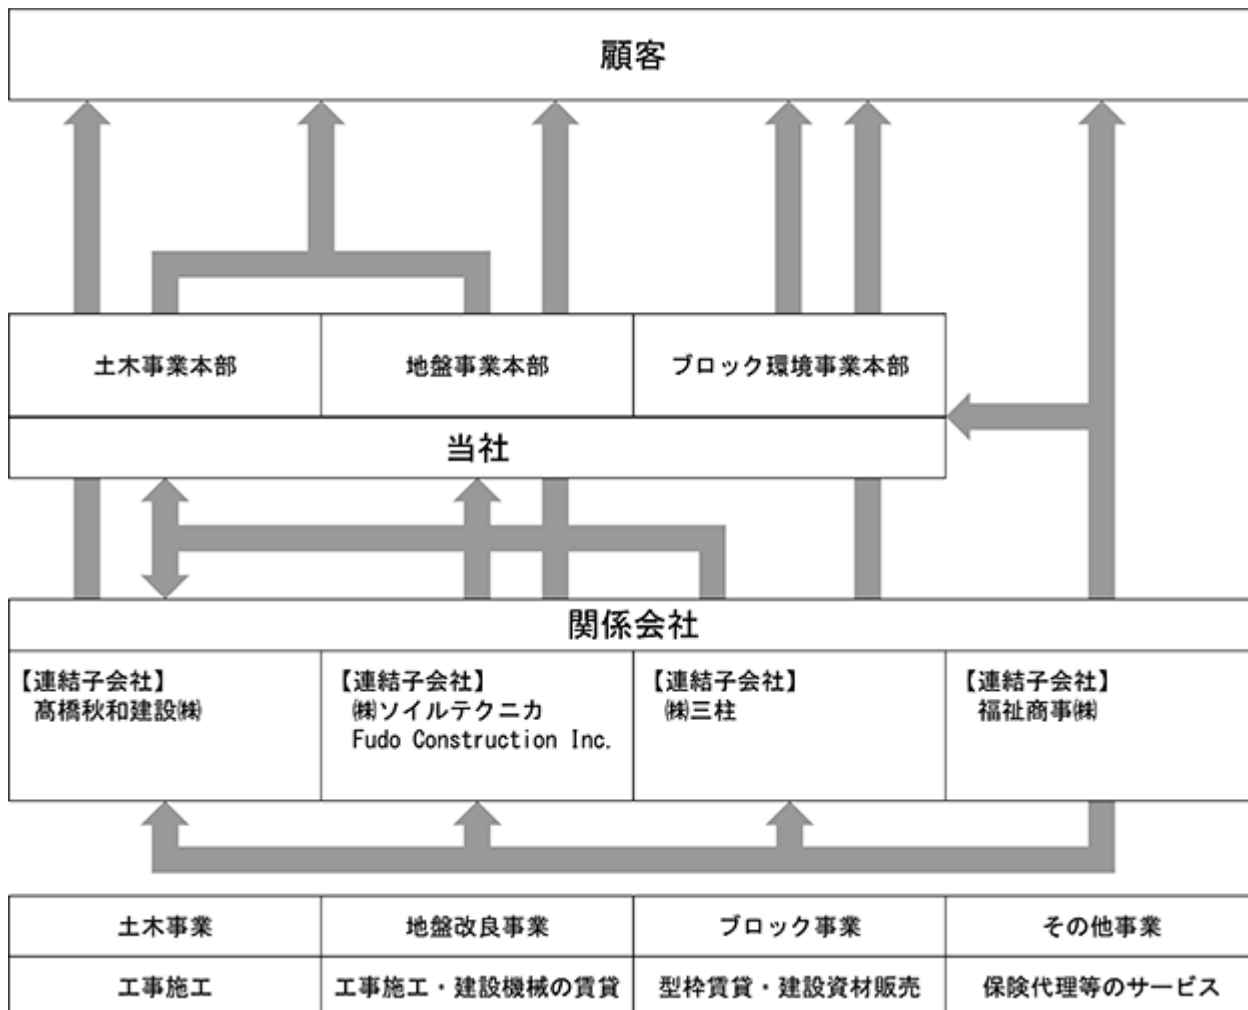 顧客
土木事業本部
地盤事業本部
ブロック環境事業本部
当社
関係会社
【連結子会社】
髙橋秋和建設㈱
【連結子会社】
㈱ソイルテクニカ
Fudo Construction Inc.
【連結子会社】
㈱三柱
【連結子会社】
福祉商事㈱
土木事業
地盤改良事業
ブロック事業
その他事業
工事施工
工事施工・建設機械の賃貸
型枠賃貸・建設資材販売
保険代理等のサービス